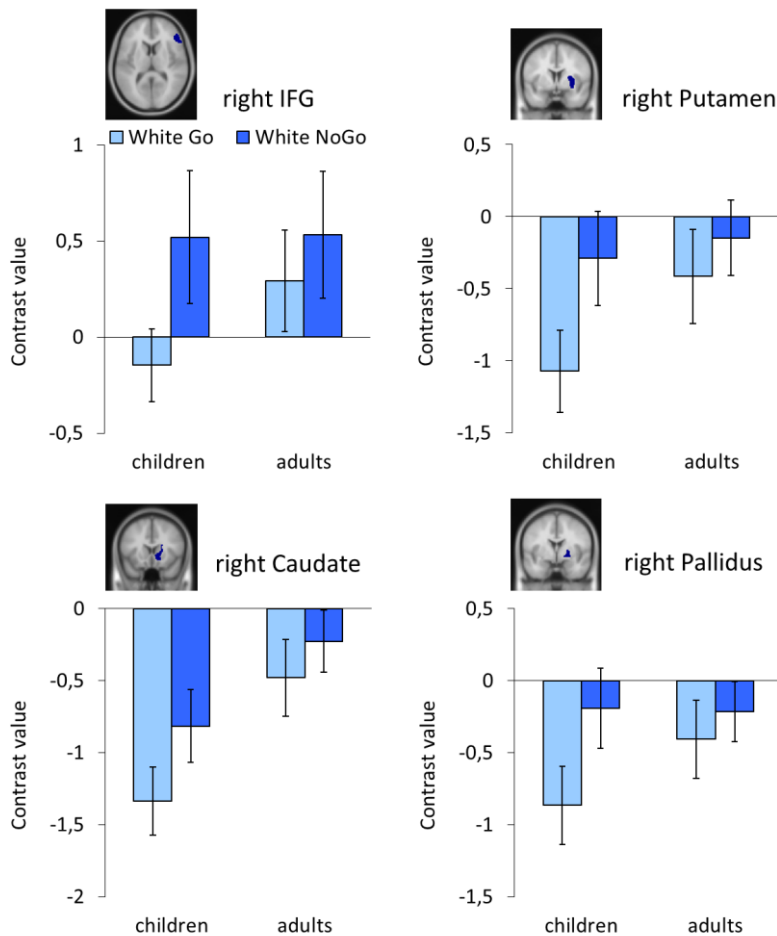 right IFG
White Go White NoGo
1
0,5
0
-0,5
Contrast value
children adults
right Putamen
0,5
0
-0,5
-1
-1,5
Contrast value
children adults
right Caudate
0
-0,5
-1
-1,5
-2
Contrast value
children adults
right Pallidus
0,5
0
-0,5
-1
-1,5
Contrast value
children adults